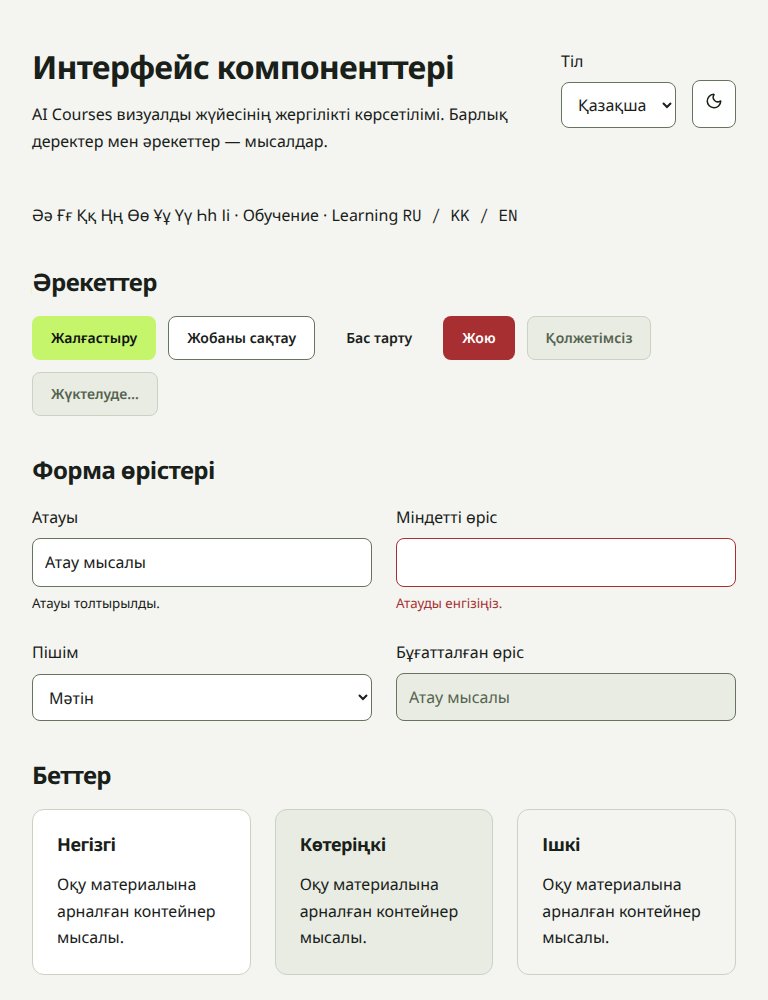 Интерфейс компоненттері
AI Courses визуалды жүйесінің жергілікті көрсетілімі. Барлық
деректер мен әрекеттер — мысалдар.
Тіл
Қазақша
Әә Ғғ Ққ Ңң Өө Ұұ Үү Һһ Іі · Обучение · Learning RU / KK / EN
Әрекеттер
Жалғастыру
Жобаны сақтау
Бас тарту
Жою
Қолжетімсіз
Жүктелуде…
Форма өрістері
Атауы
Атау мысалы
Атауы толтырылды.
Міндетті өріс
Атауды енгізіңіз.
Пішім
Мәтін
Бұғатталған өріс
Атау мысалы
Беттер
Негізгі
Оқу материалына
арналған контейнер
мысалы.
Көтеріңкі
Оқу материалына
арналған контейнер
мысалы.
Ішкі
Оқу материалына
арналған контейнер
мысалы.